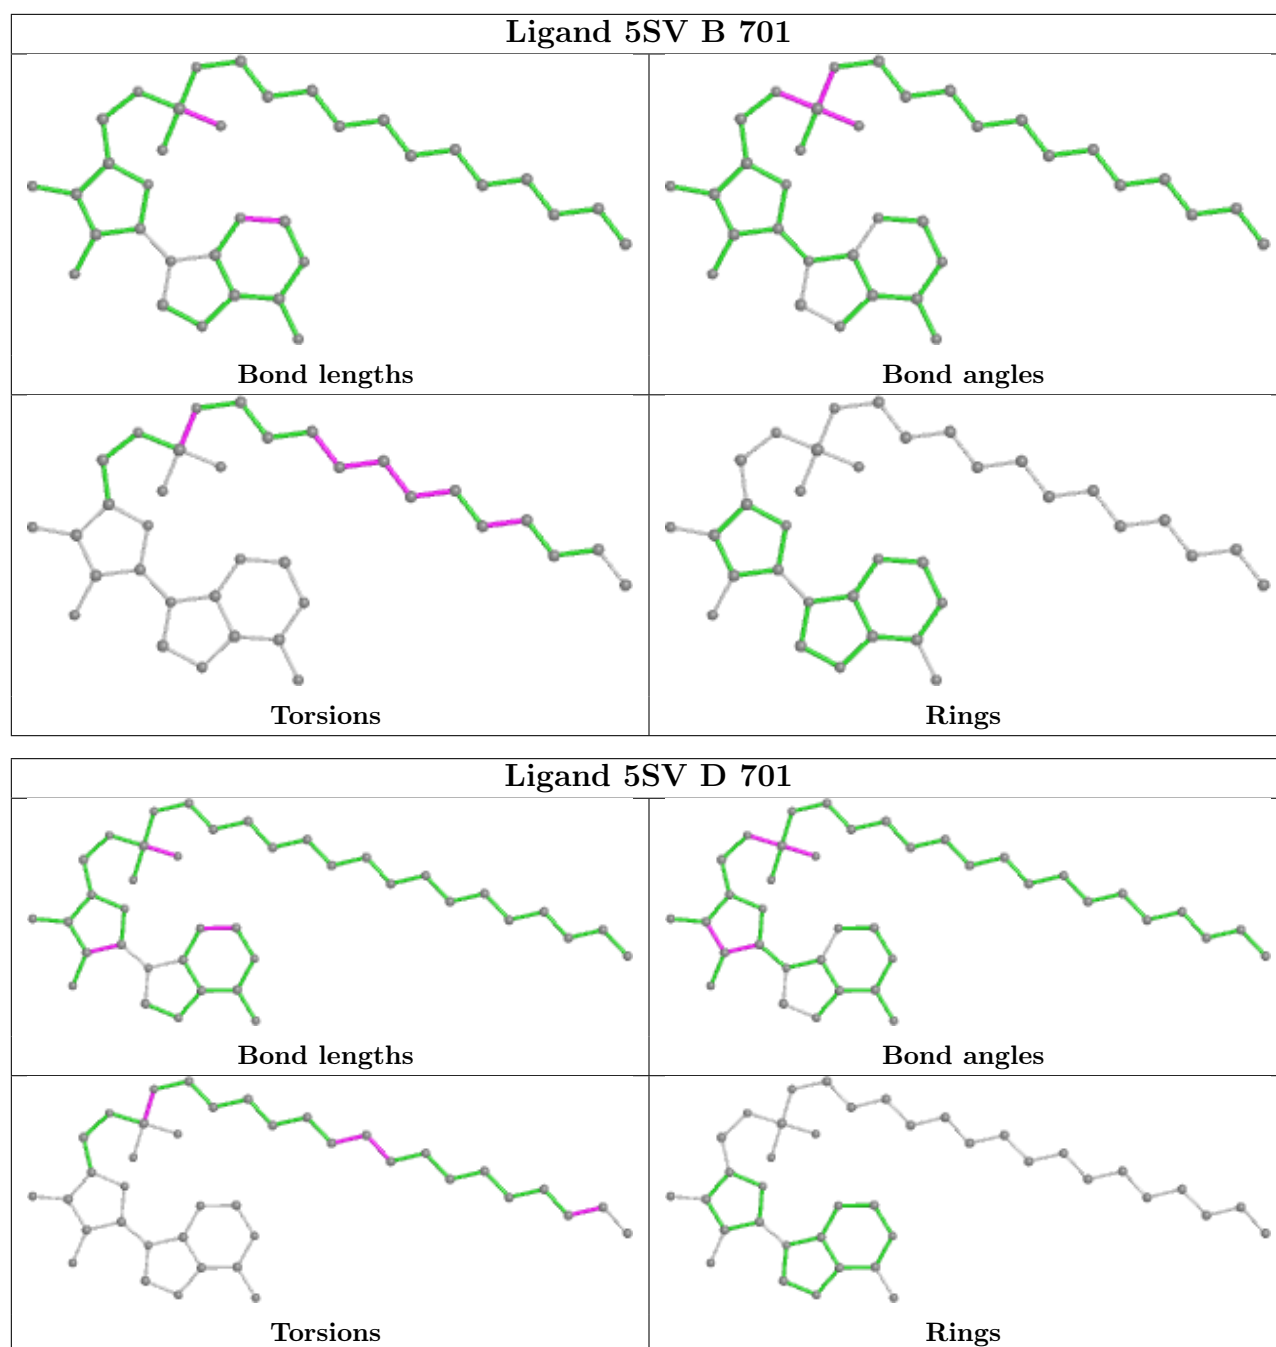 Ligand 5SV B 701
Bond lengths
Bond angles
Torsions
Rings
Ligand 5SV D 701
Bond lengths
Bond angles
Torsions
Rings